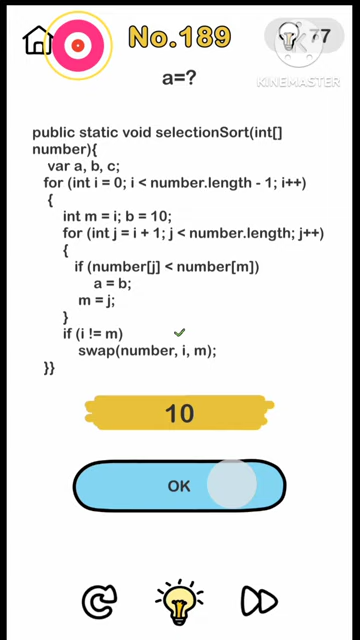 No.189
77
KINEMASTER
a=?
public static void selectionSort(int[]
number){
var a, b, c;
for (int i = 0; i < number.length - 1; i++)
{
int m = i; b = 10;
for (int j = i + 1; j < number.length; j++)
{
if (number[j] < number[m])
a = b;
m = j;
}
if (i != m)
swap(number, i, m);
}}
10
OK